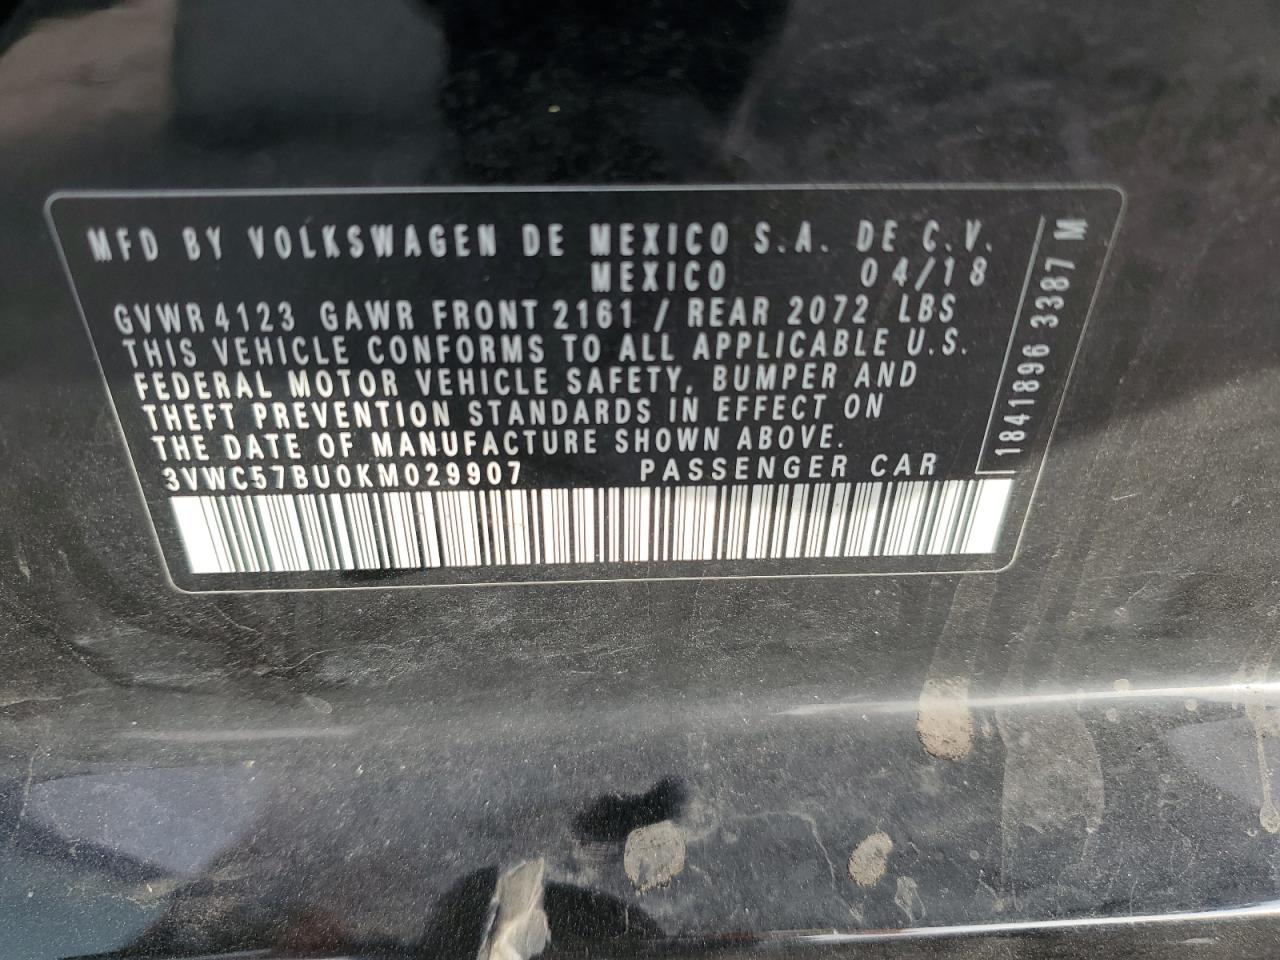 MFD BY VOLKSWAGEN DE MEXICO S.A. DE C.V.
MEXICO 04/18
GVWR 4123 GAWR FRONT 2161 / REAR 2072 LBS
THIS VEHICLE CONFORMS TO ALL APPLICABLE U.S.
FEDERAL MOTOR VEHICLE SAFETY, BUMPER AND
THEFT PREVENTION STANDARDS IN EFFECT ON
THE DATE OF MANUFACTURE SHOWN ABOVE.
3VWC57BU0KM029907 PASSENGER CAR
1841896 3387 M